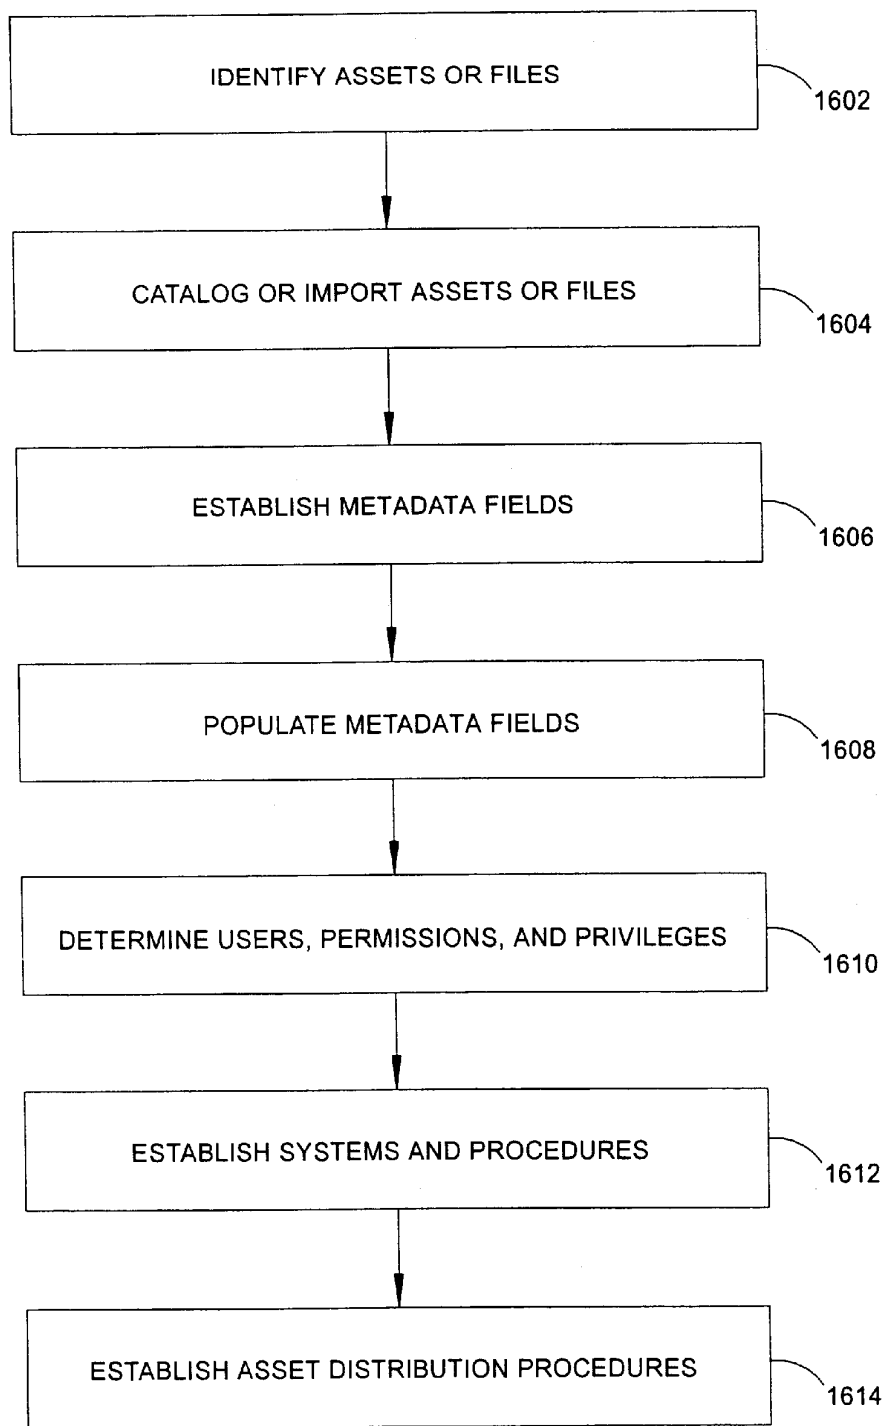 IDENTIFY ASSETS OR FILES
1602
CATALOG OR IMPORT ASSETS OR FILES
1604
ESTABLISH METADATA FIELDS
1606
POPULATE METADATA FIELDS
1608
DETERMINE USERS, PERMISSIONS, AND PRIVILEGES
1610
ESTABLISH SYSTEMS AND PROCEDURES
1612
ESTABLISH ASSET DISTRIBUTION PROCEDURES
1614